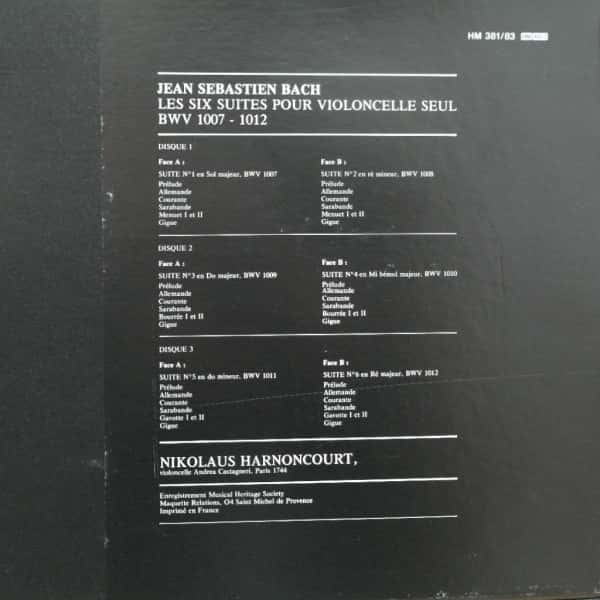 HM 381/83
JEAN SEBASTIEN BACH
LES SIX SUITES POUR VIOLONCELLE SEUL
BWV 1007 - 1012
DISQUE 1
Face A :
SUITE N°1 en Sol majeur, BWV 1007
Prélude
Allemande
Courante
Sarabande
Menuet I et II
Gigue
Face B :
SUITE N°2 en ré mineur, BWV 1008
Prélude
Allemande
Courante
Sarabande
Menuet I et II
Gigue
DISQUE 2
Face A :
SUITE N°3 en Do majeur, BWV 1009
Prélude
Allemande
Courante
Sarabande
Bourrée I et II
Gigue
Face B :
SUITE N°4 en Mi bémol majeur, BWV 1010
Prélude
Allemande
Courante
Sarabande
Bourrée I et II
Gigue
DISQUE 3
Face A :
SUITE N°5 en do mineur, BWV 1011
Prélude
Allemande
Courante
Sarabande
Gavotte I et II
Gigue
Face B :
SUITE N°6 en Ré majeur, BWV 1012
Prélude
Allemande
Courante
Sarabande
Gavotte I et II
Gigue
NIKOLAUS HARNONCOURT,
violoncelle Andrea Castagneri, Paris 1744
Enregistrement Musical Heritage Society
Maquette Relations, O4 Saint Michel de Provence
Imprimé en France